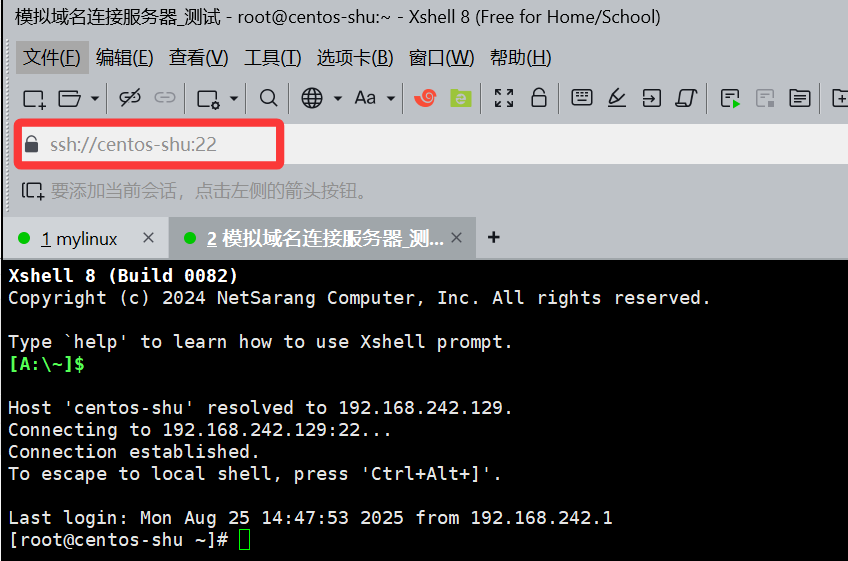 模拟域名连接服务器_测试 - root@centos-shu:~ - Xshell 8 (Free for Home/School)
文件(F) 编辑(E) 查看(V) 工具(T) 选项卡(B) 窗口(W) 帮助(H)
Aa
ssh://centos-shu:22
要添加当前会话，点击左侧的箭头按钮。
1 mylinux × 2 模拟域名连接服务器_测... × +
Xshell 8 (Build 0082)
Copyright (c) 2024 NetSarang Computer, Inc. All rights reserved.
Type `help' to learn how to use Xshell prompt.
[A:\~]$
Host 'centos-shu' resolved to 192.168.242.129.
Connecting to 192.168.242.129:22...
Connection established.
To escape to local shell, press 'Ctrl+Alt+]'.
Last login: Mon Aug 25 14:47:53 2025 from 192.168.242.1
[root@centos-shu ~]#